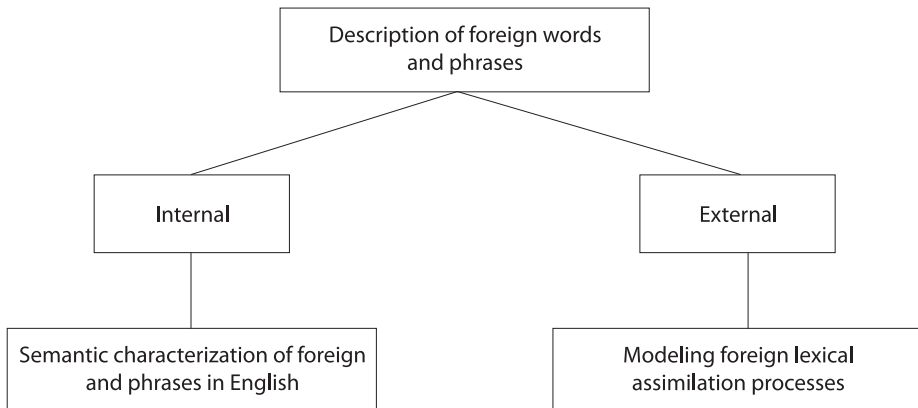 Description of foreign words
and phrases
Internal
External
Semantic characterization of foreign
and phrases in English
Modeling foreign lexical
assimilation processes